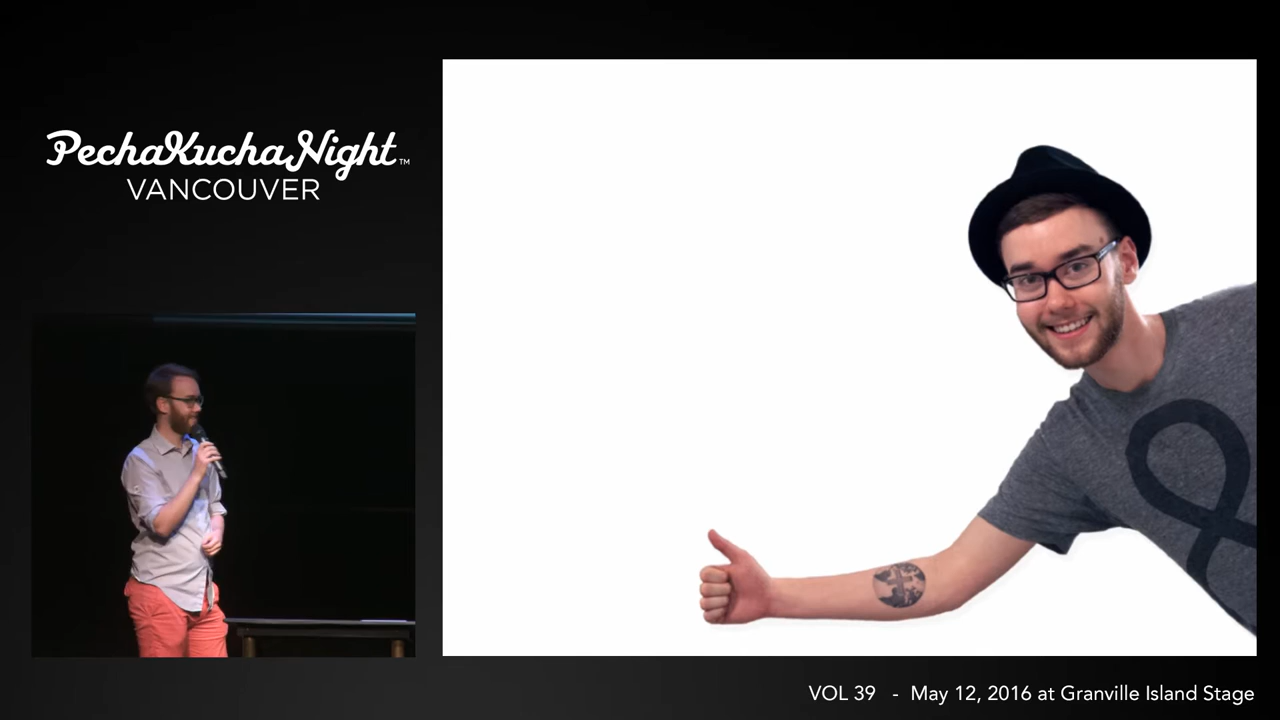 PechaKuchaNight™
VANCOUVER
VOL 39 - May 12, 2016 at Granville Island Stage